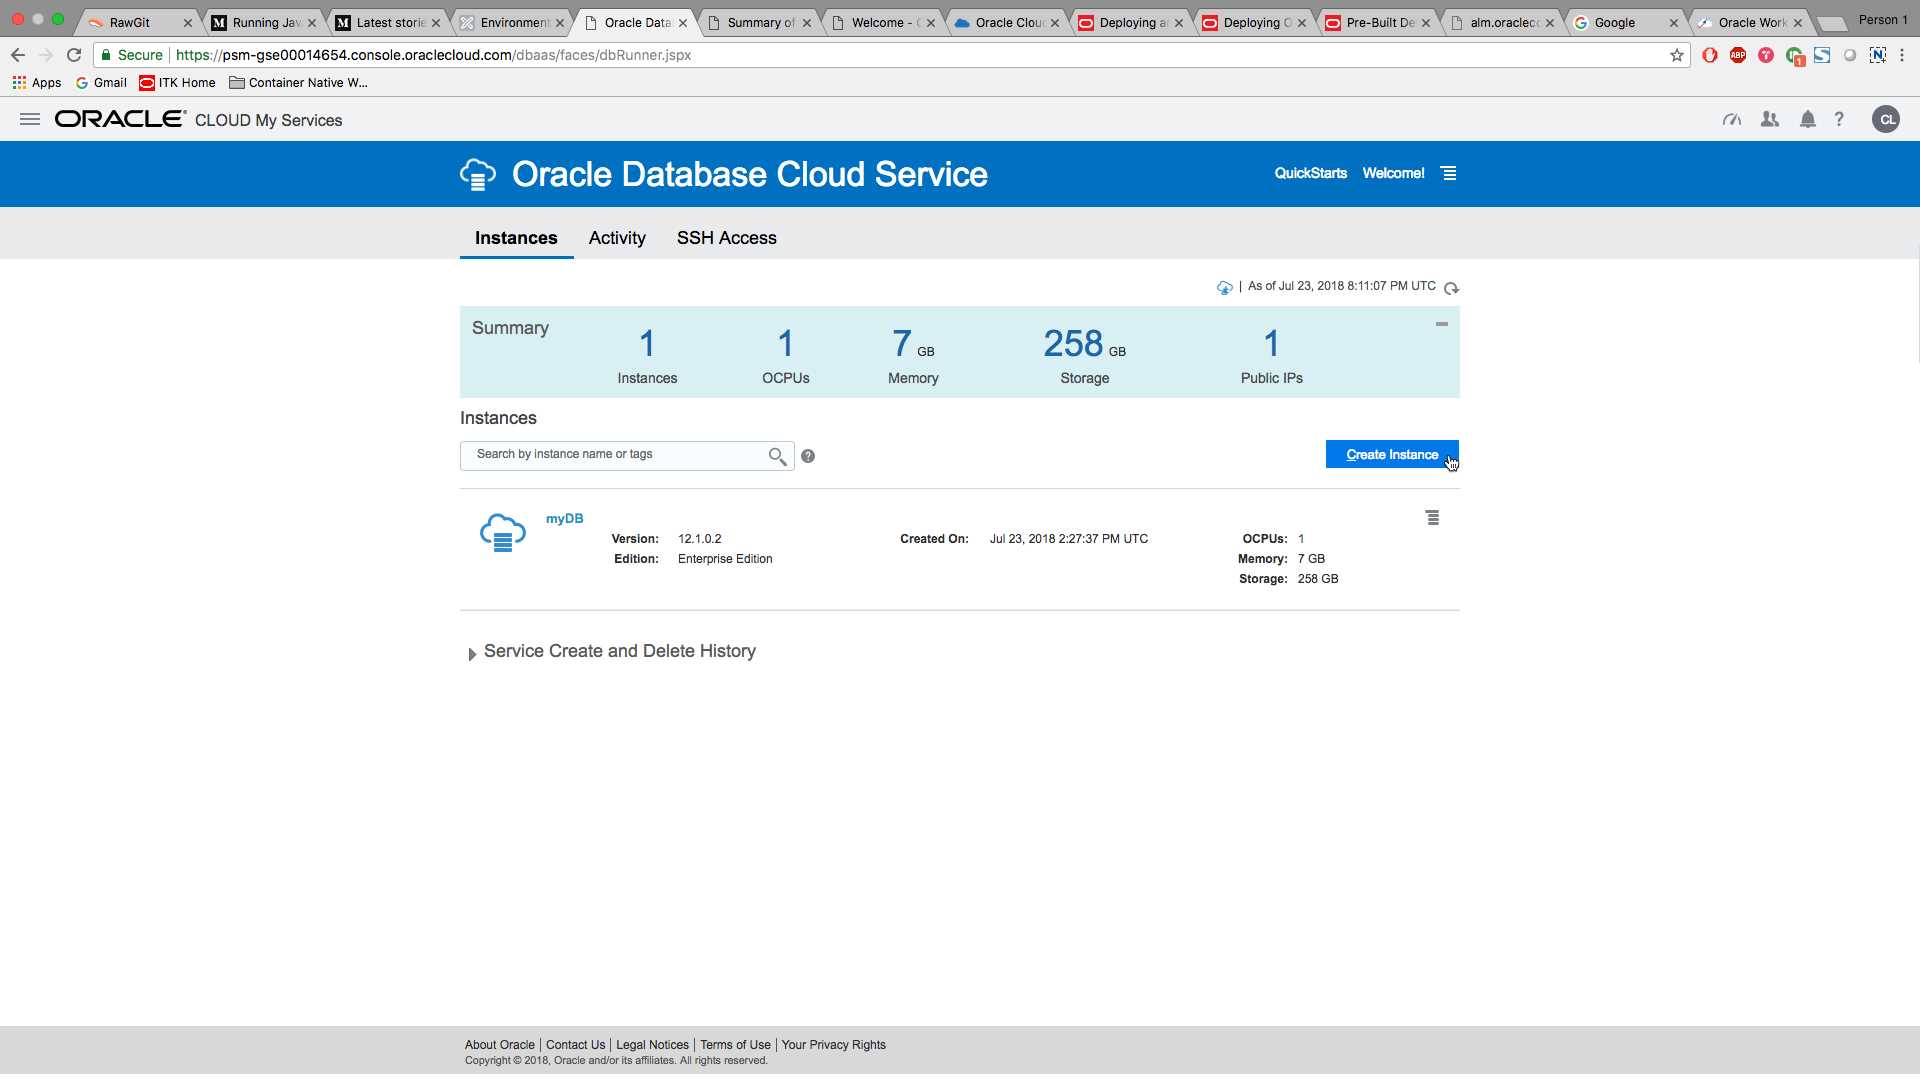 RawGit
Running Jav
Latest storie
Environment
Oracle Datab
Summary of
Welcome - O
Oracle Clou
Deploying an
Deploying O
Pre-Built De
alm.oraclecc
Google
Oracle Work
Person 1
Secure
https://psm-gse00014654.console.oraclecloud.com/dbaas/faces/dbRunner.jspx
ABP
1
Apps
Gmail
ITK Home
Container Native W...
ORACLE CLOUD My Services
?
CL
Oracle Database Cloud Service
QuickStarts
Welcome!
Instances
Activity
SSH Access
| As of Jul 23, 2018 8:11:07 PM UTC
Summary
1
Instances
1
OCPUs
7 GB
Memory
258 GB
Storage
1
Public IPs
Instances
Search by instance name or tags
?
Create Instance
myDB
Version: 12.1.0.2
Edition: Enterprise Edition
Created On: Jul 23, 2018 2:27:37 PM UTC
OCPUs: 1
Memory: 7 GB
Storage: 258 GB
Service Create and Delete History
About Oracle | Contact Us | Legal Notices | Terms of Use | Your Privacy Rights
Copyright © 2018, Oracle and/or its affiliates. All rights reserved.